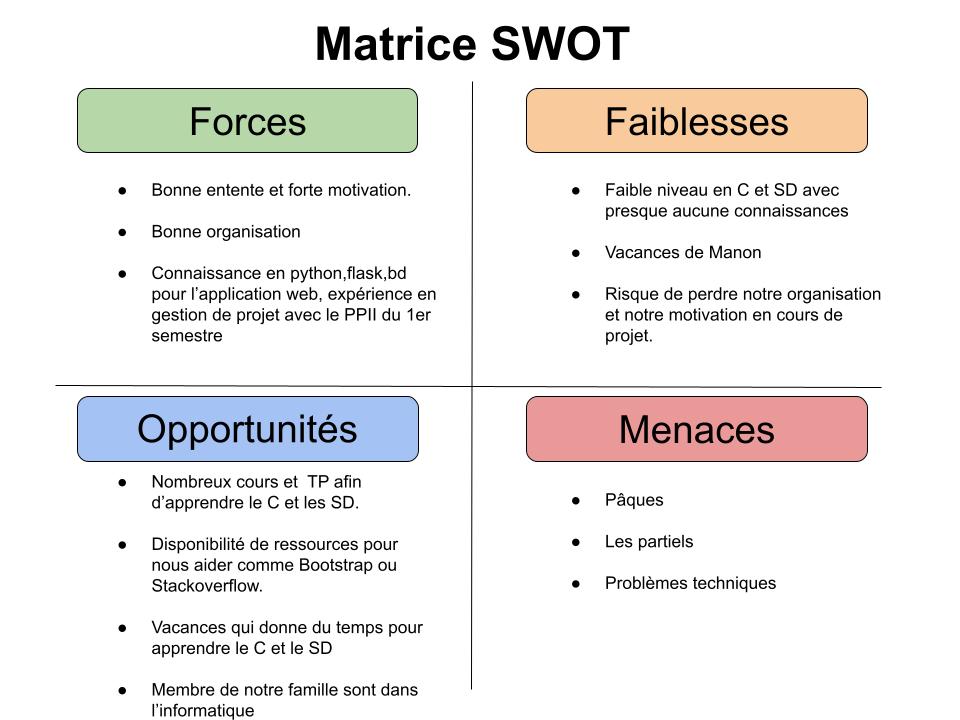 Matrice SWOT
Forces
● Bonne entente et forte motivation.
● Bonne organisation
● Connaissance en python,flask,bd
pour l’application web, expérience en
gestion de projet avec le PPII du 1er
semestre
Faiblesses
● Faible niveau en C et SD avec
presque aucune connaissances
● Vacances de Manon
● Risque de perdre notre organisation
et notre motivation en cours de
projet.
Opportunités
● Nombreux cours et  TP afin
d’apprendre le C et les SD.
● Disponibilité de ressources pour
nous aider comme Bootstrap ou
Stackoverflow.
● Vacances qui donne du temps pour
apprendre le C et le SD
● Membre de notre famille sont dans
l’informatique
Menaces
● Pâques
● Les partiels
● Problèmes techniques